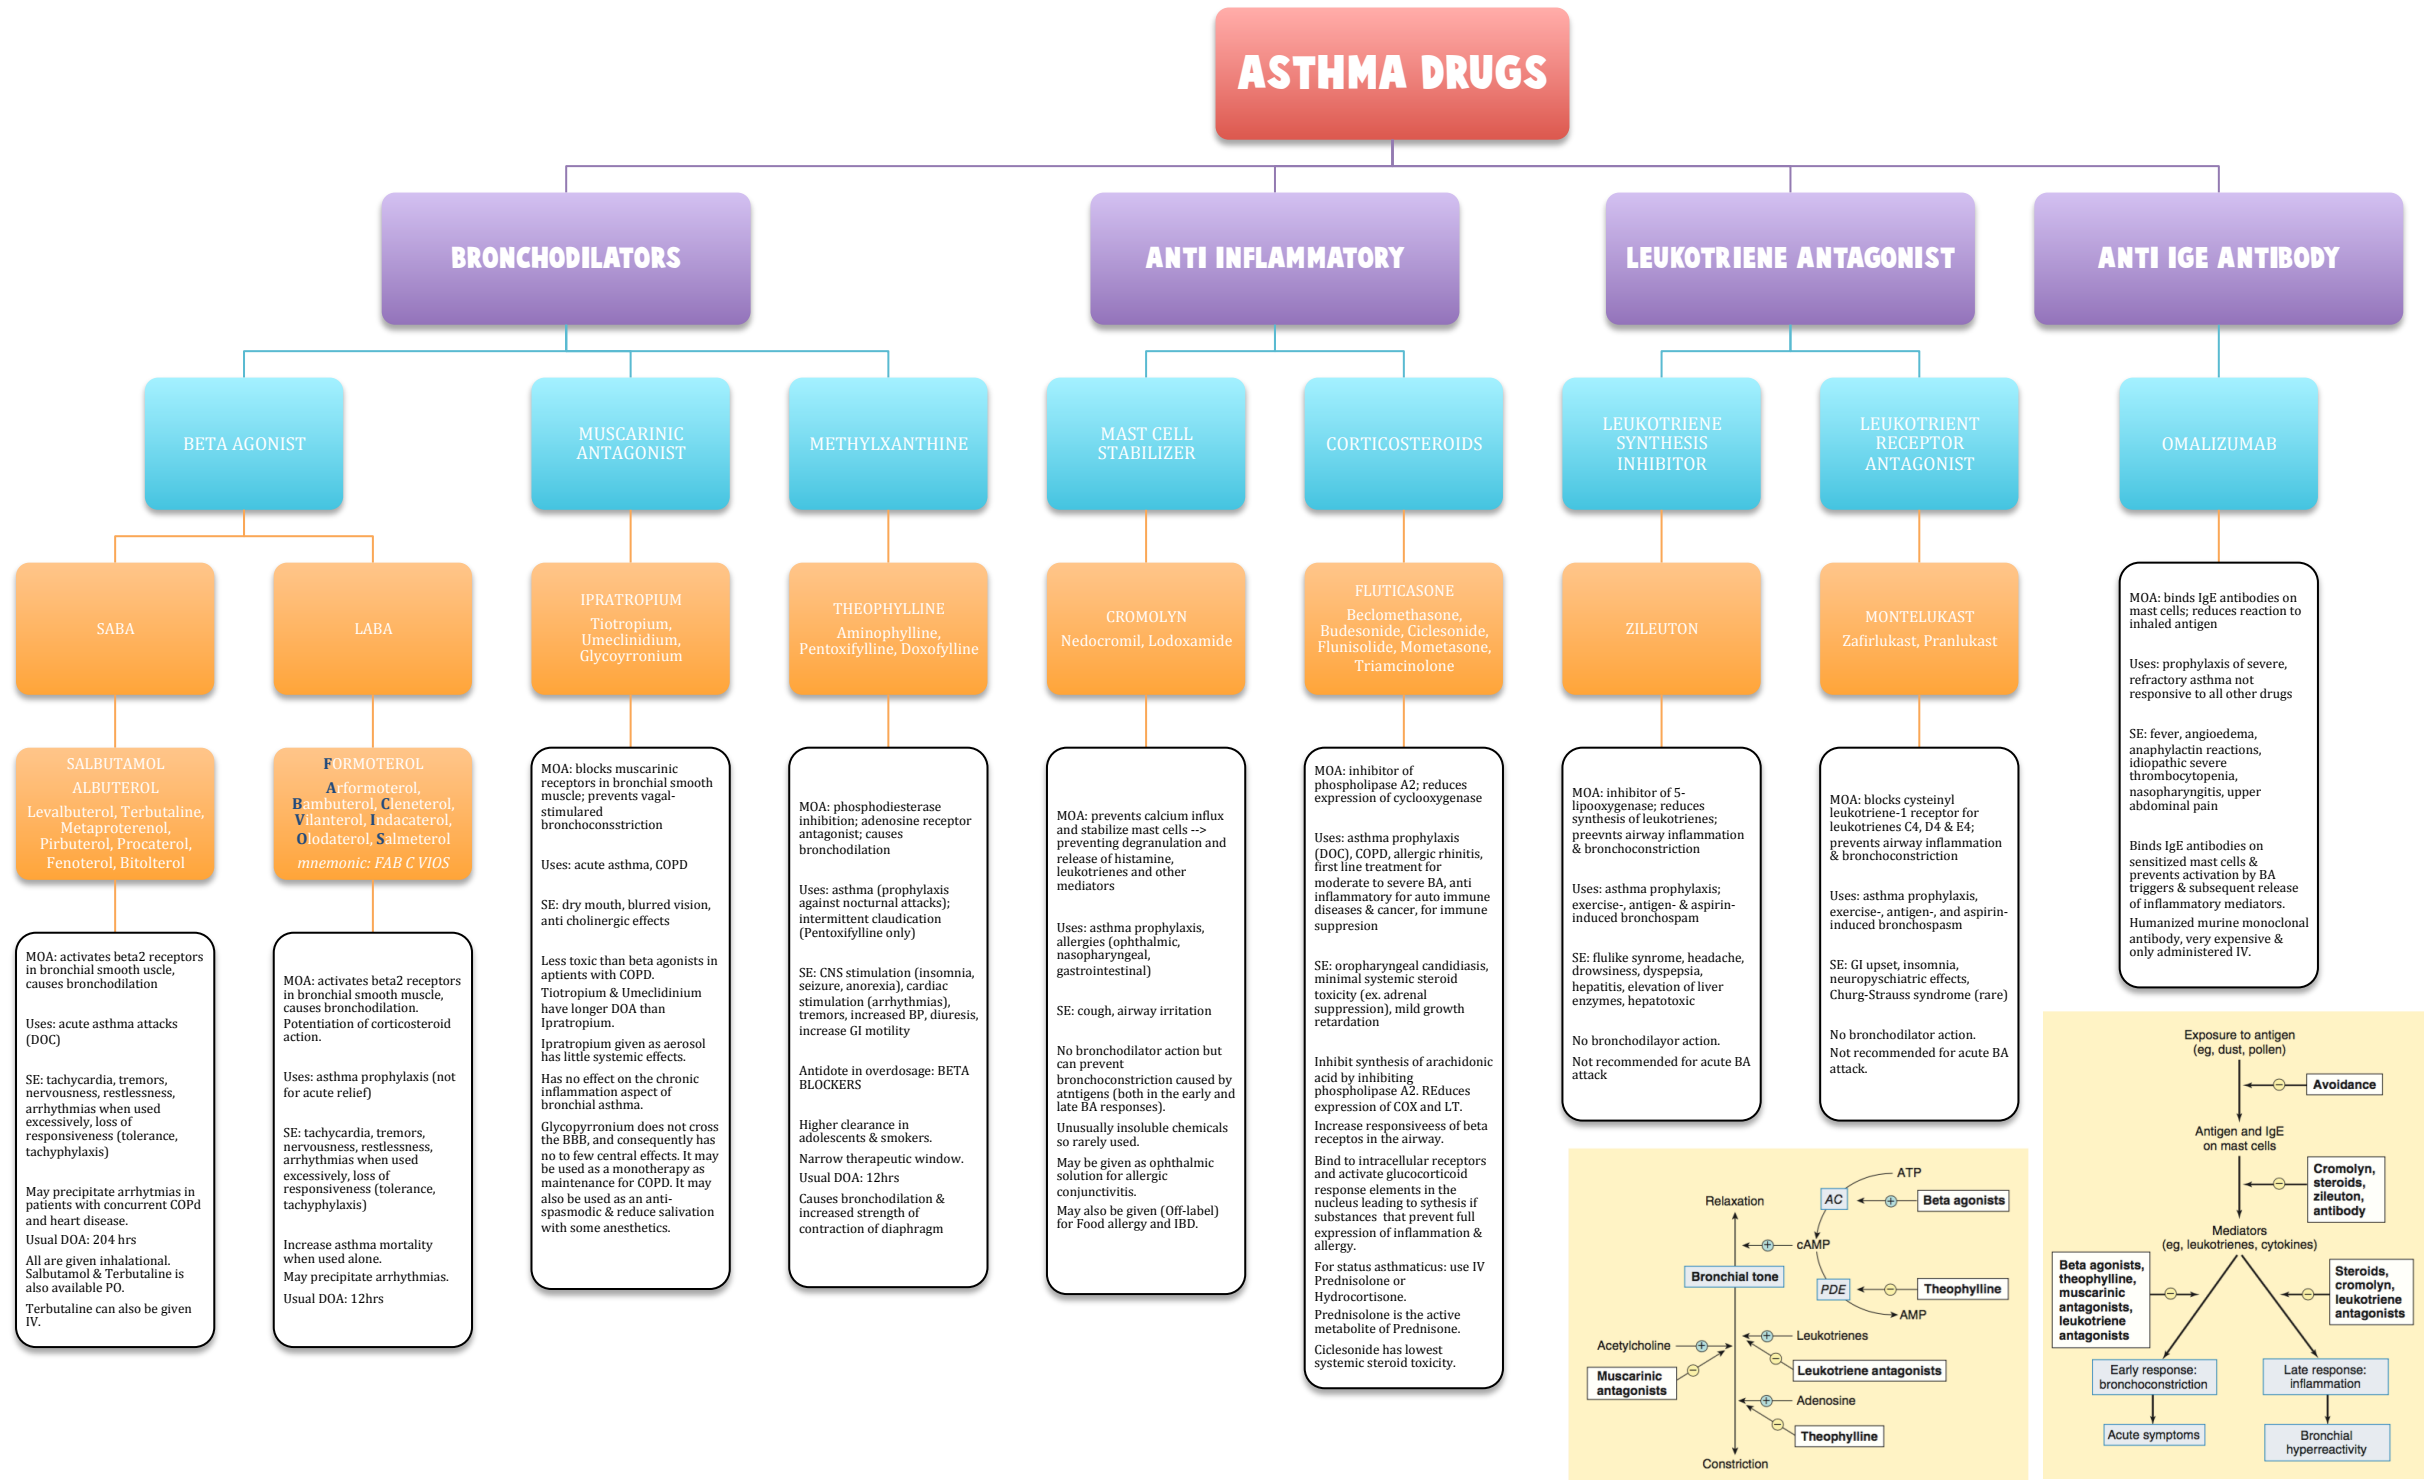 ASTHMA DRUGS
BRONCHODILATORS
ANTI INFLAMMATORY
LEUKOTRIENE ANTAGONIST
ANTI IGE ANTIBODY
BETA AGONIST
MUSCARINIC
ANTAGONIST
METHYLXANTHINE
MAST CELL
STABILIZER
CORTICOSTEROIDS
LEUKOTRIENE
SYNTHESIS
INHIBITOR
LEUKOTRIENT
RECEPTOR
ANTAGONIST
OMALIZUMAB
SABA
LABA
IPRATROPIUM
Tiotropium,
Umeclinidium,
Glycoyrronium
THEOPHYLLINE
Aminophylline,
Pentoxifylline, Doxofylline
CROMOLYN
Nedocromil, Lodoxamide
FLUTICASONE
Beclomethasone,
Budesonide, Ciclesonide,
Flunisolide, Mometasone,
Triamcinolone
ZILEUTON
MONTELUKAST
Zafirlukast, Pranlukast
SALBUTAMOL
ALBUTEROL
Levalbuterol, Terbutaline,
Metaproterenol,
Pirbuterol, Procaterol,
Fenoterol, Bitolterol
FORMOTEROL
Arformoterol,
Bambuterol, Cleneterol,
Vilanterol, Indacaterol,
Olodaterol, Salmeterol
mnemonic: FAB C VIOS
MOA: activates beta2 receptors
in bronchial smooth uscle,
causes bronchodilation
Uses: acute asthma attacks
(DOC)
SE: tachycardia, tremors,
nervousness, restlessness,
arrhythmias when used
excessively, loss of
responsiveness (tolerance,
tachyphylaxis)
May precipitate arrhytmias in
patients with concurrent COPd
and heart disease.
Usual DOA: 204 hrs
All are given inhalational.
Salbutamol & Terbutaline is
also available PO.
Terbutaline can also be given
IV.
MOA: activates beta2 receptors
in bronchial smooth muscle,
causes bronchodilation.
Potentiation of corticosteroid
action.
Uses: asthma prophylaxis (not
for acute relief)
SE: tachycardia, tremors,
nervousness, restlessness,
arrhythmias when used
excessively, loss of
responsiveness (tolerance,
tachyphylaxis)
Increase asthma mortality
when used alone.
May precipitate arrhythmias.
Usual DOA: 12hrs
MOA: blocks muscarinic
receptors in bronchial smooth
muscle; prevents vagal-
stimulared
bronchoconsstriction
Uses: acute asthma, COPD
SE: dry mouth, blurred vision,
anti cholinergic effects
Less toxic than beta agonists in
aptients with COPD.
Tiotropium & Umeclidinium
have longer DOA than
Ipratropium.
Ipratropium given as aerosol
has little systemic effects.
Has no effect on the chronic
inflammation aspect of
bronchial asthma.
Glycopyrronium does not cross
the BBB, and consequently has
no to few central effects. It may
be used as a monotherapy as
maintenance for COPD. It may
also be used as an anti-
spasmodic & reduce salivation
with some anesthetics.
MOA: phosphodiesterase
inhibition; adenosine receptor
antagonist; causes
bronchodilation
Uses: asthma (prophylaxis
against nocturnal attacks);
intermittent claudication
(Pentoxifylline only)
SE: CNS stimulation (insomnia,
seizure, anorexia), cardiac
stimulation (arrhythmias),
tremors, increased BP, diuresis,
increase GI motility
Antidote in overdosage: BETA
BLOCKERS
Higher clearance in
adolescents & smokers.
Narrow therapeutic window.
Usual DOA: 12hrs
Causes bronchodilation &
increased strength of
contraction of diaphragm
MOA: prevents calcium influx
and stabilize mast cells -->
preventing degranulation and
release of histamine,
leukotrienes and other
mediators
Uses: asthma prophylaxis,
allergies (ophthalmic,
nasopharyngeal,
gastrointestinal)
SE: cough, airway irritation
No bronchodilator action but
can prevent
bronchoconstriction caused by
atntigens (both in the early and
late BA responses).
Unusually insoluble chemicals
so rarely used.
May be given as ophthalmic
solution for allergic
conjunctivitis.
May also be given (Off-label)
for Food allergy and IBD.
MOA: inhibitor of
phospholipase A2; reduces
expression of cyclooxygenase
Uses: asthma prophylaxis
(DOC), COPD, allergic rhinitis,
first line treatment for
moderate to severe BA, anti
inflammatory for auto immune
diseases & cancer, for immune
suppresion
SE: oropharyngeal candidiasis,
minimal systemic steroid
toxicity (ex. adrenal
suppression), mild growth
retardation
Inhibit synthesis of arachidonic
acid by inhibiting
phospholipase A2. REduces
expression of COX and LT.
Increase responsiveess of beta
receptos in the airway.
Bind to intracellular receptors
and activate glucocorticoid
response elements in the
nucleus leading to sythesis if
substances that prevent full
expression of inflammation &
allergy.
For status asthmaticus: use IV
Prednisolone or
Hydrocortisone.
Prednisolone is the active
metabolite of Prednisone.
Ciclesonide has lowest
systemic steroid toxicity.
MOA: inhibitor of 5-
lipooxygenase; reduces
synthesis of leukotrienes;
preevnts airway inflammation
& bronchoconstriction
Uses: asthma prophylaxis;
exercise-, antigen- & aspirin-
induced bronchospam
SE: flulike synrome, headache,
drowsiness, dyspepsia,
hepatitis, elevation of liver
enzymes, hepatotoxic
No bronchodilayor action.
Not recommended for acute BA
attack
MOA: blocks cysteinyl
leukotriene-1 receptor for
leukotrienes C4, D4 & E4;
prevents airway inflammation
& bronchoconstriction
Uses: asthma prophylaxis,
exercise-, antigen-, and aspirin-
induced bronchospasm
SE: GI upset, insomnia,
neuropyschiatric effects,
Churg-Strauss syndrome (rare)
No bronchodilator action.
Not recommended for acute BA
attack.
MOA: binds IgE antibodies on
mast cells; reduces reaction to
inhaled antigen
Uses: prophylaxis of severe,
refractory asthma not
responsive to all other drugs
SE: fever, angioedema,
anaphylactin reactions,
idiopathic severe
thrombocytopenia,
nasopharyngitis, upper
abdominal pain
Binds IgE antibodies on
sensitized mast cells &
prevents activation by BA
triggers & subsequent release
of inflammatory mediators.
Humanized murine monoclonal
antibody, very expensive &
only administered IV.
ATP
Relaxation
AC
+
Beta agonists
+
cAMP
Bronchial tone
PDE
−
Theophylline
AMP
+
Leukotrienes
Acetylcholine
+
−
−
Leukotriene antagonists
Muscarinic
antagonists
+
Adenosine
−
Theophylline
Constriction
Exposure to antigen
(eg, dust, pollen)
−
Avoidance
Antigen and IgE
on mast cells
−
Cromolyn,
steroids,
zileuton,
antibody
Mediators
(eg, leukotrienes, cytokines)
Beta agonists,
theophylline,
muscarinic
antagonists,
leukotriene
antagonists
−
−
Steroids,
cromolyn,
leukotriene
antagonists
Early response:
bronchoconstriction
Late response:
inflammation
Acute symptoms
Bronchial
hyperreactivity